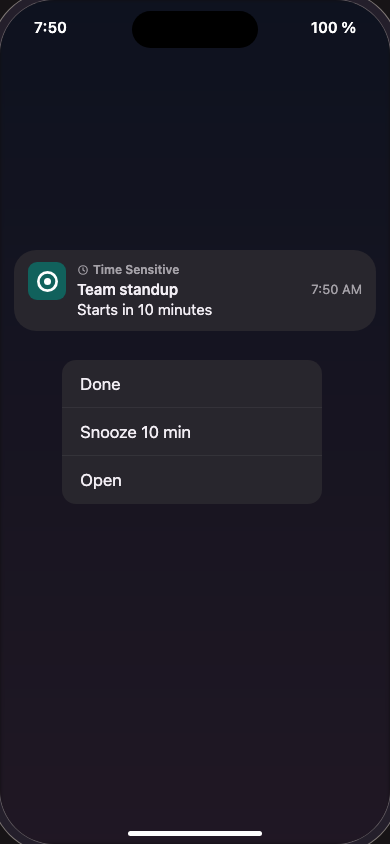 7:50
100 %
Time Sensitive
Team standup
7:50 AM
Starts in 10 minutes
Done
Snooze 10 min
Open